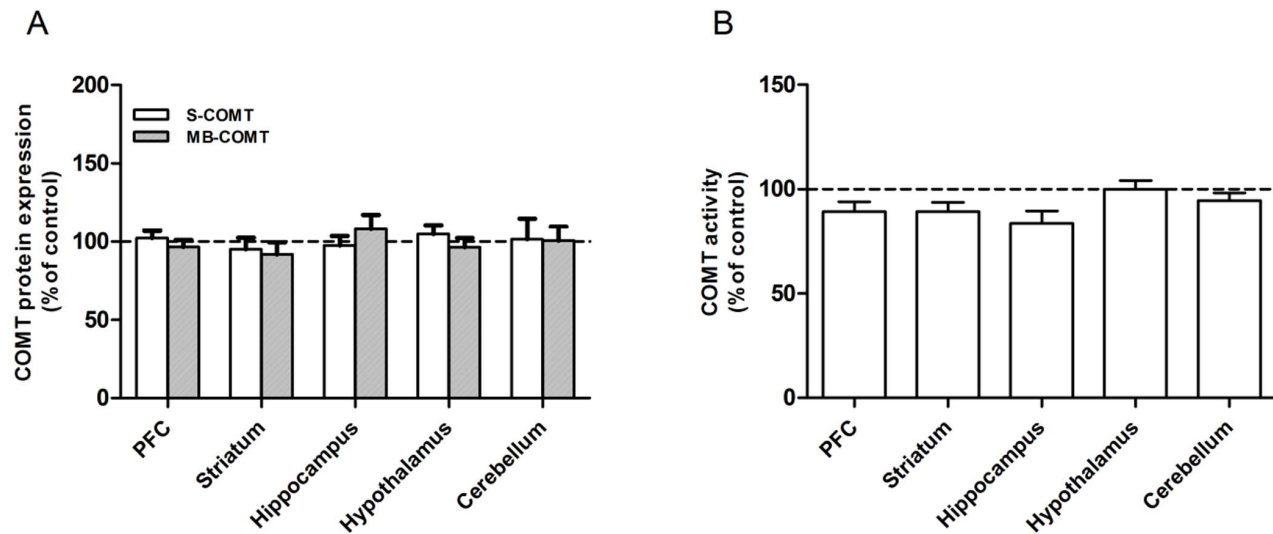 A
COMT protein expression
(% of control)
200
150
100
50
0
S-COMT
MB-COMT
PFC
Striatum
Hippocampus
Hypothalamus
Cerebellum
B
COMT activity
(% of control)
150
100
50
0
PFC
Striatum
Hippocampus
Hypothalamus
Cerebellum